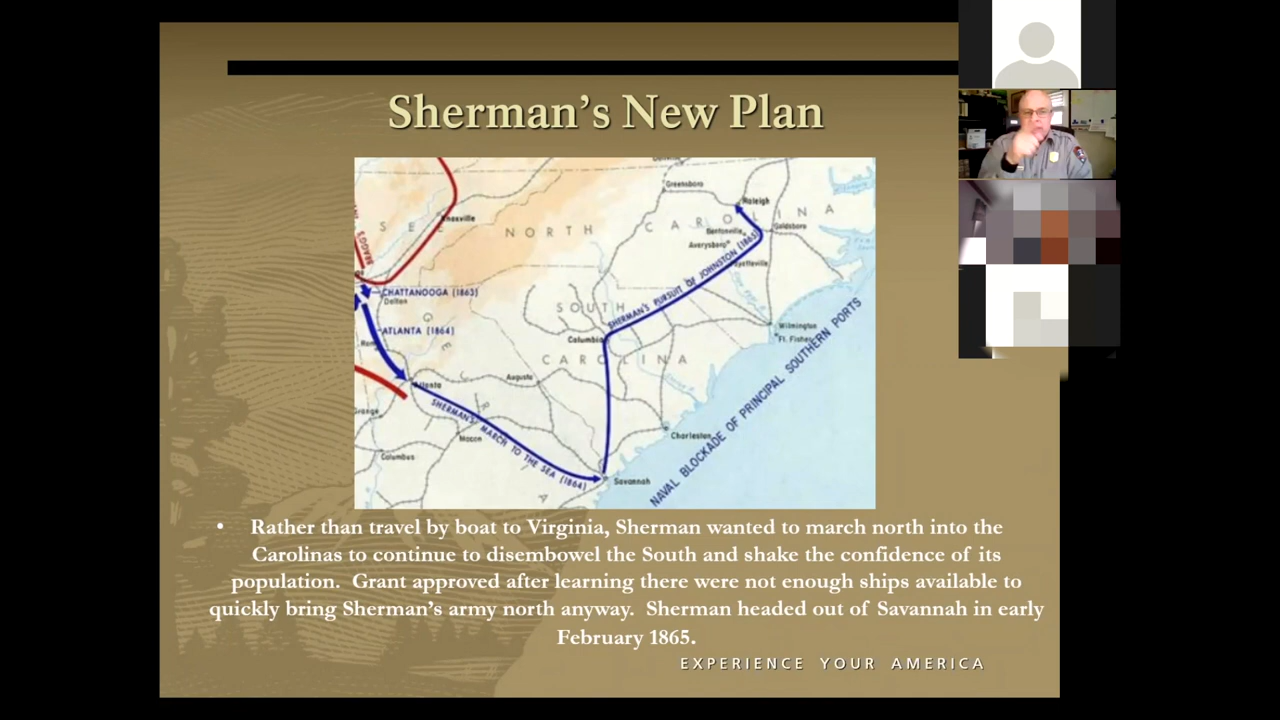 Sherman's New Plan
Danville
Greensboro
Raleigh
Knoxville
NORTH CAROLINA
Goldsboro
Bentonville
Averysboro
Fayetteville
BRAGG
CHATTANOOGA (1863)
Dalton
SHERMAN'S PURSUIT OF JOHNSTON (1865)
SOUTH
ATLANTA (1864)
Wilmington
Ft. Fisher
Rom
Columbia
CAROLINA
Augusta
Atlanta
SHERMAN'S MARCH TO THE SEA (1864)
Grange
Macon
Charleston
Columbus
Savannah
NAVAL BLOCKADE OF PRINCIPAL SOUTHERN PORTS
• Rather than travel by boat to Virginia, Sherman wanted to march north into the
Carolinas to continue to disembowel the South and shake the confidence of its
population. Grant approved after learning there were not enough ships available to
quickly bring Sherman's army north anyway. Sherman headed out of Savannah in early
February 1865.
EXPERIENCE YOUR AMERICA